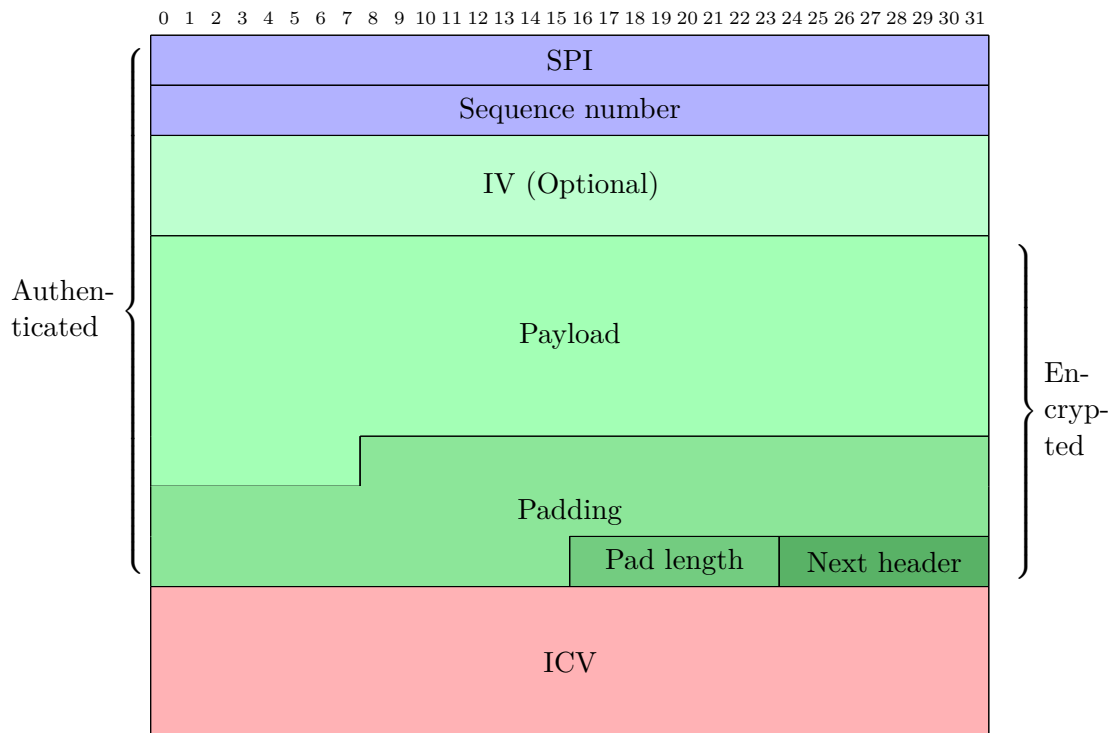 0 1 2 3 4 5 6 7 8 9 10 11 12 13 14 15 16 17 18 19 20 21 22 23 24 25 26 27 28 29 30 31
SPI
Sequence number
IV (Optional)
Authen-
ticated
Payload
En-
cryp-
ted
Padding
Pad length Next header
ICV